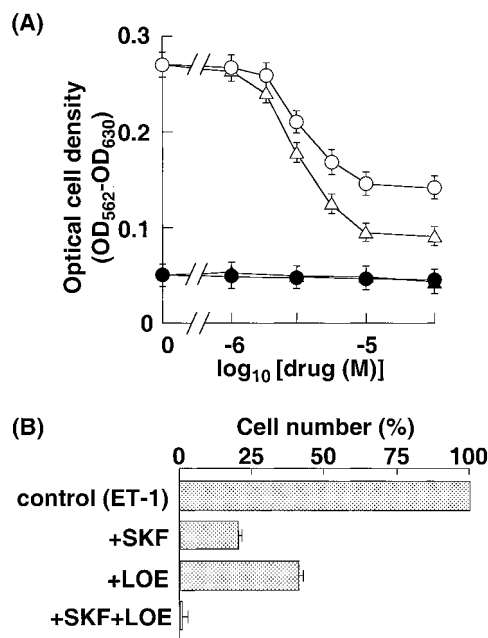 (A)
0.3
0.2
0.1
0
Optical cell density
(OD562-OD630)
0
-6
-5
log10 [drug (M)]
(B)
Cell number (%)
0
25
50
75
100
control (ET-1)
+SKF
+LOE
+SKF+LOE